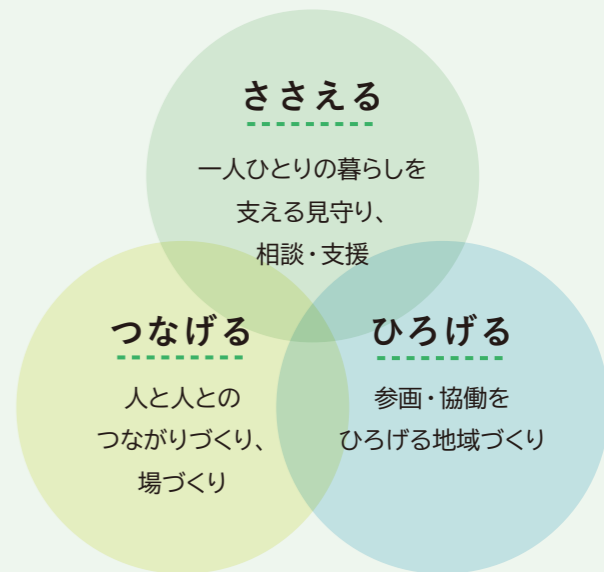 ささえる
一人ひとりの暮らしを
支える見守り、
相談・支援
つなげる
人と人との
つながりづくり、
場づくり
ひろげる
参画・協働を
ひろげる地域づくり